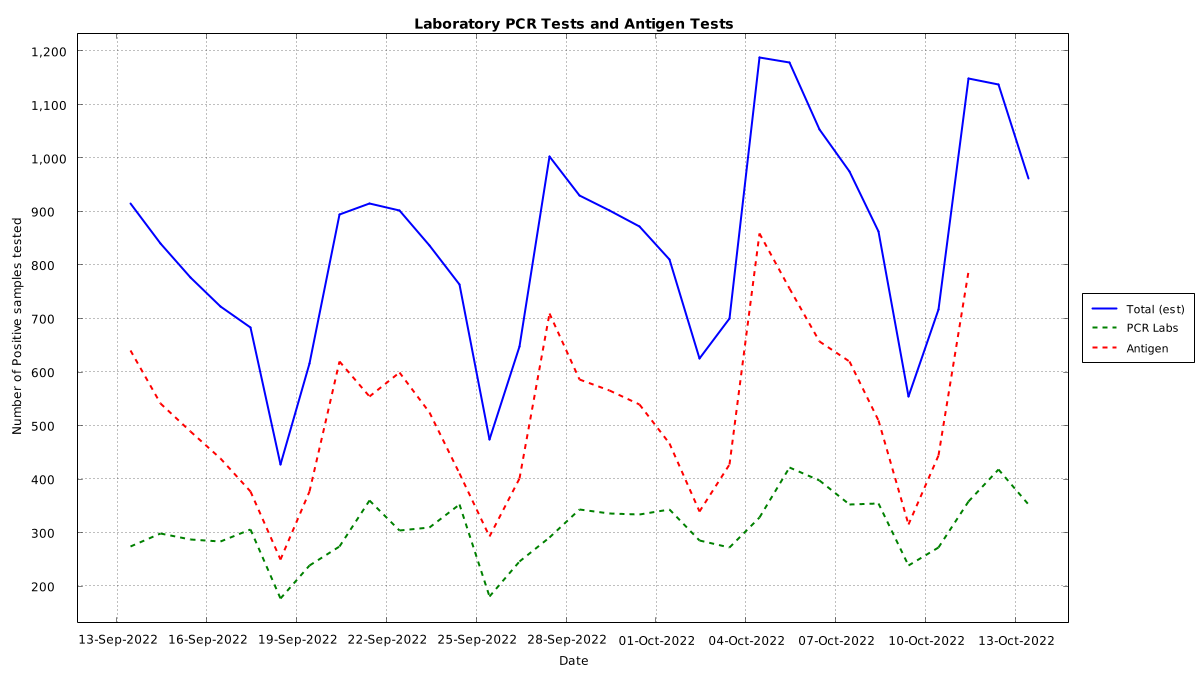 Laboratory PCR Tests and Antigen Tests
1,200
1,100
1,000
900
800
700
600
500
400
300
200
Number of Positive samples tested
13-Sep-2022 16-Sep-2022 19-Sep-2022 22-Sep-2022 25-Sep-2022 28-Sep-2022 01-Oct-2022 04-Oct-2022 07-Oct-2022 10-Oct-2022 13-Oct-2022
Date
Total (est)
PCR Labs
Antigen